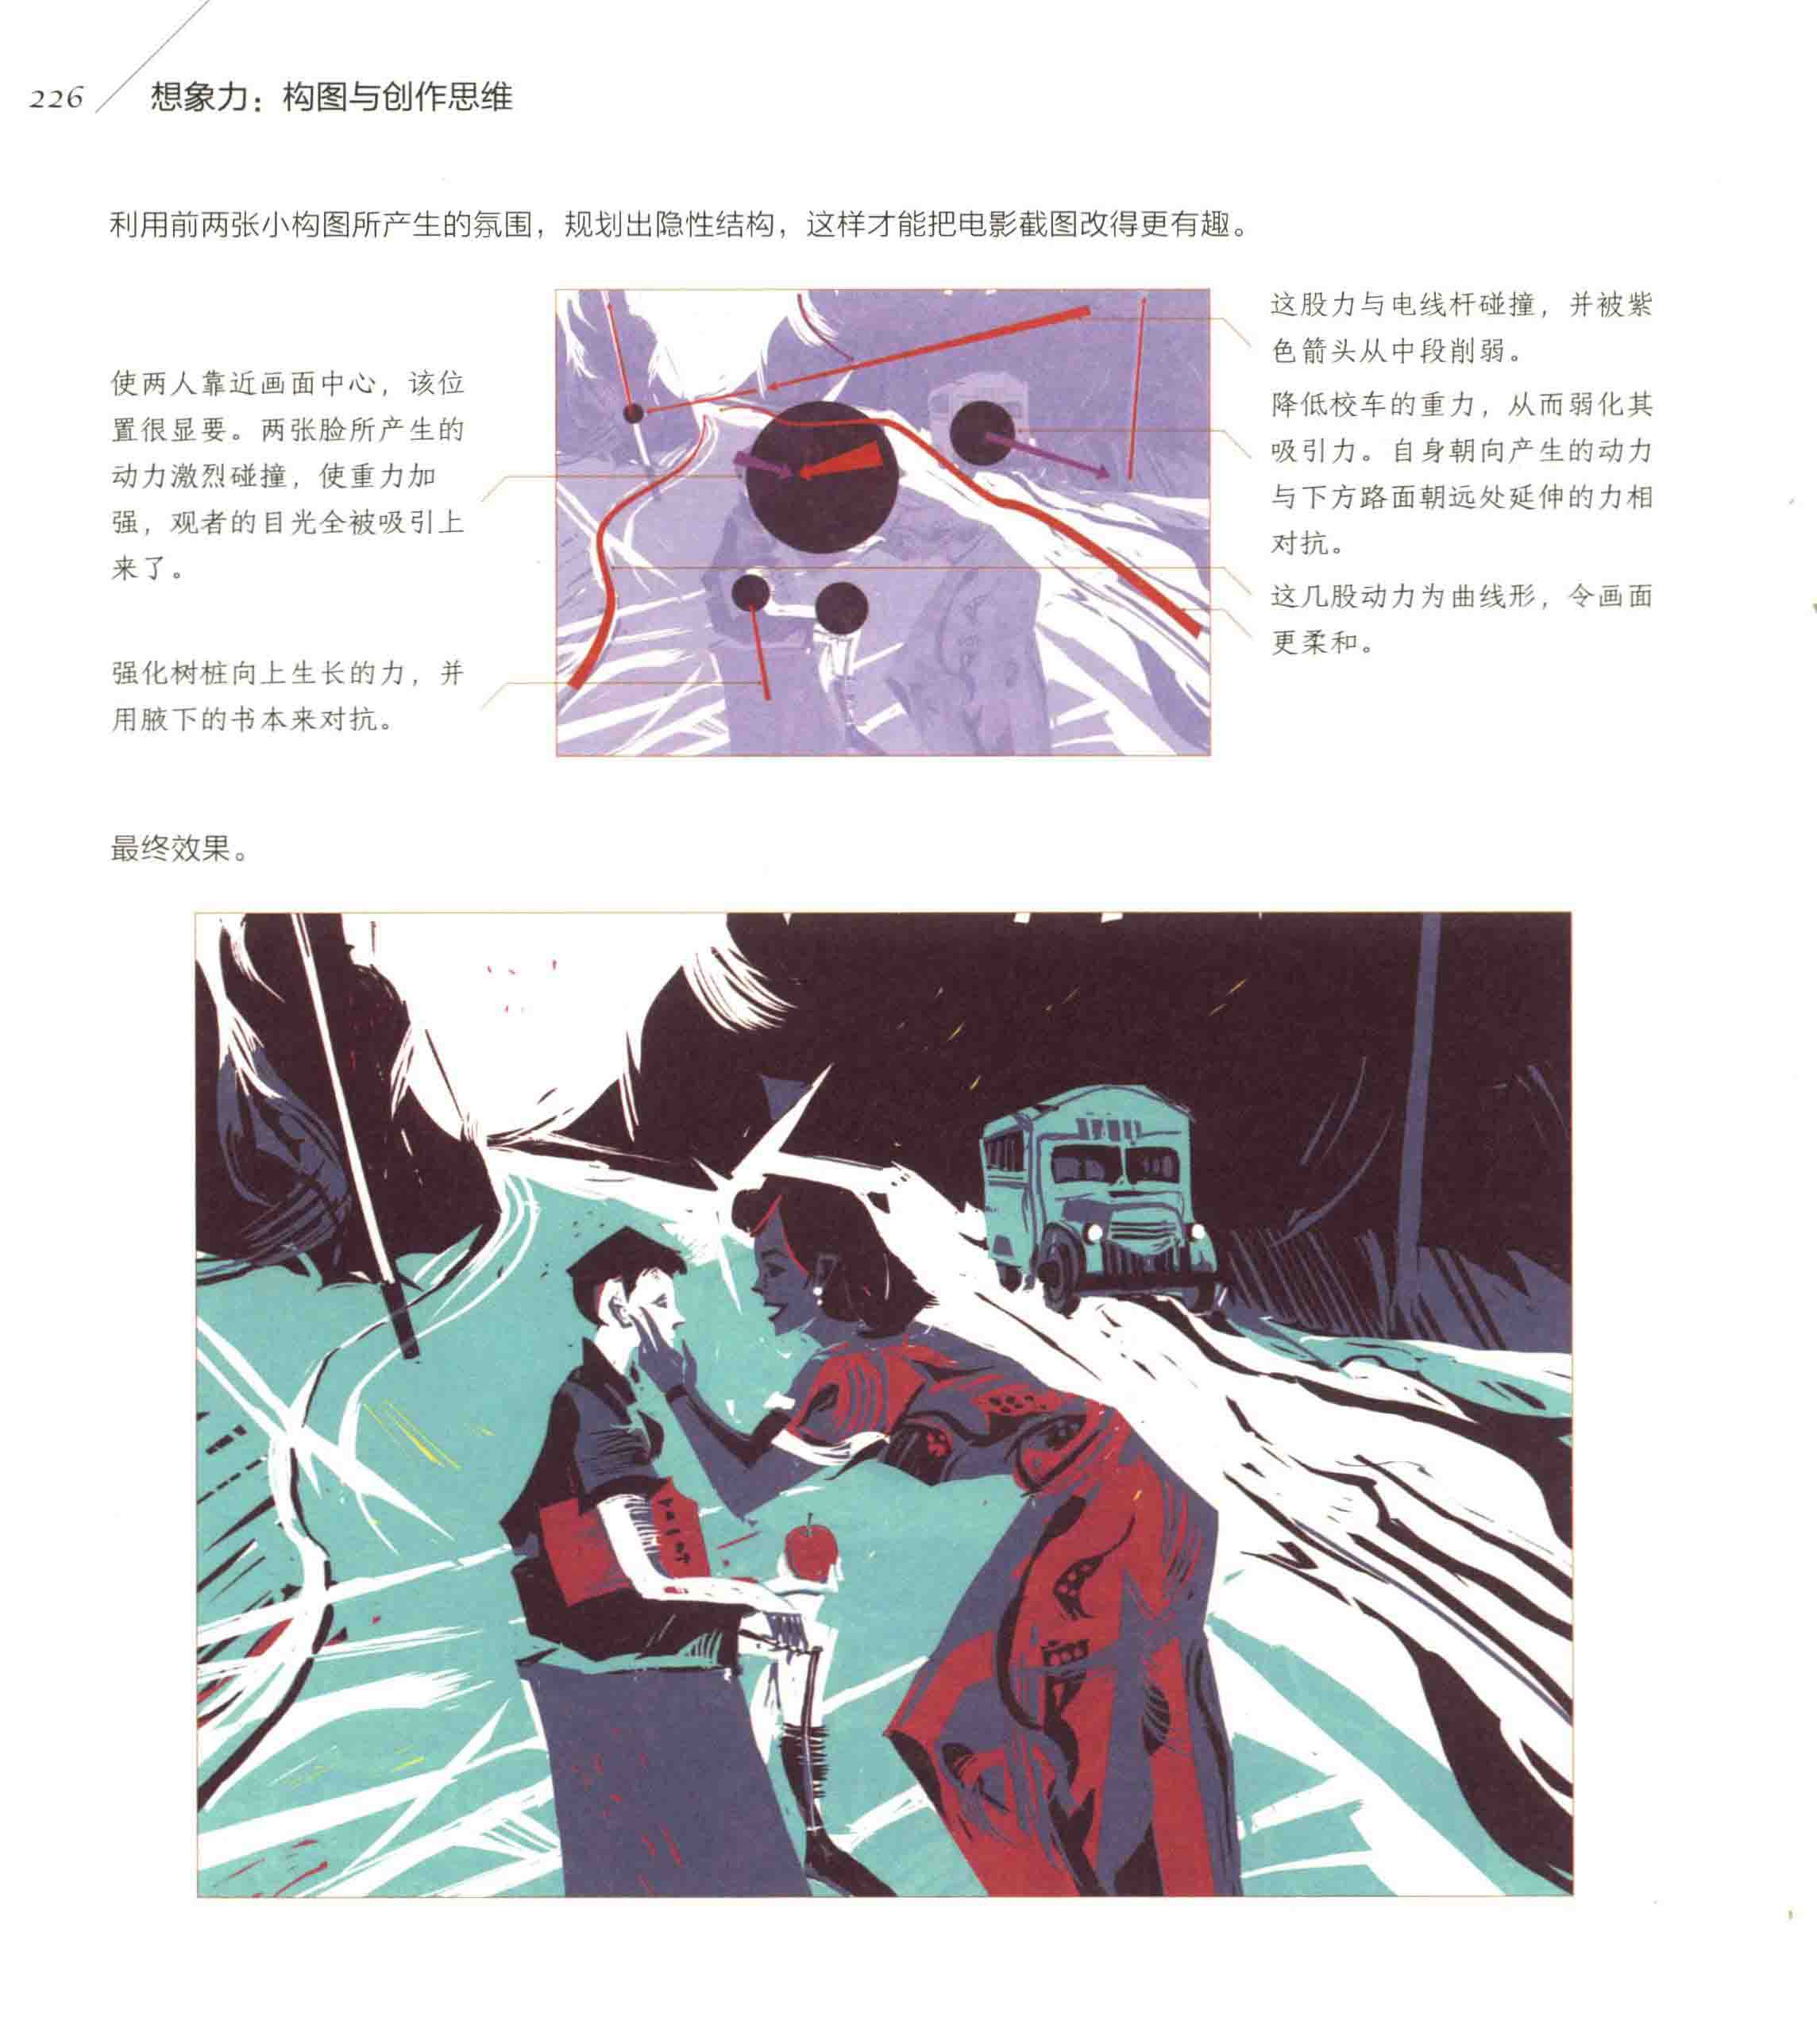 226
想象力：构图与创作思维
利用前两张小构图所产生的氛围，规划出隐性结构，这样才能把电影截图改得更有趣。
使两人靠近画面中心，该位
置很显要。两张脸所产生的
动力激烈碰撞，使重力加
强，观者的目光全被吸引上
来了。
强化树桩向上生长的力，并
用腋下的书本来对抗。
这股力与电线杆碰撞，并被紫
色箭头从中段削弱。
降低校车的重力，从而弱化其
吸引力。自身朝向产生的动力
与下方路面朝远处延伸的力相
对抗。
这几股动力为曲线形，令画面
更柔和。
最终效果。